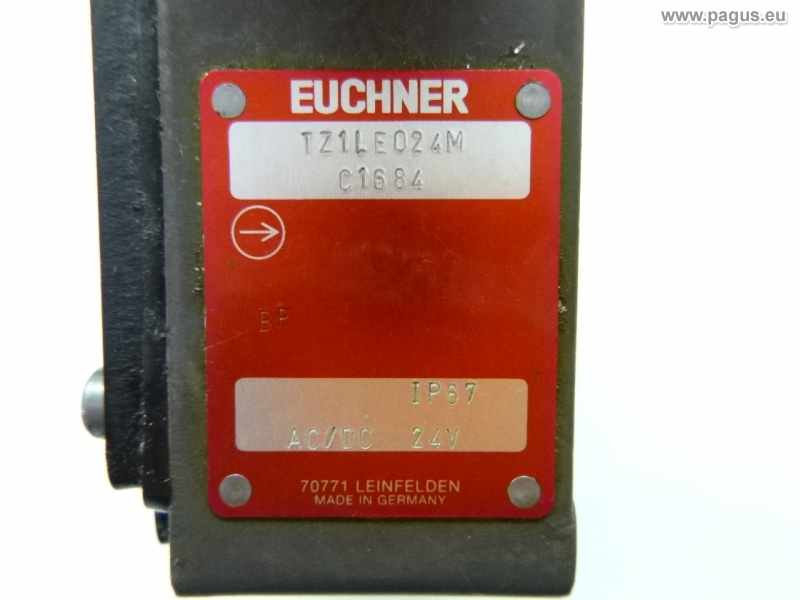 www.pagus.eu
EUCHNER
TZ1LE024M
C1684
BP
IP67
AC/DC 24V
70771 LEINFELDEN
MADE IN GERMANY